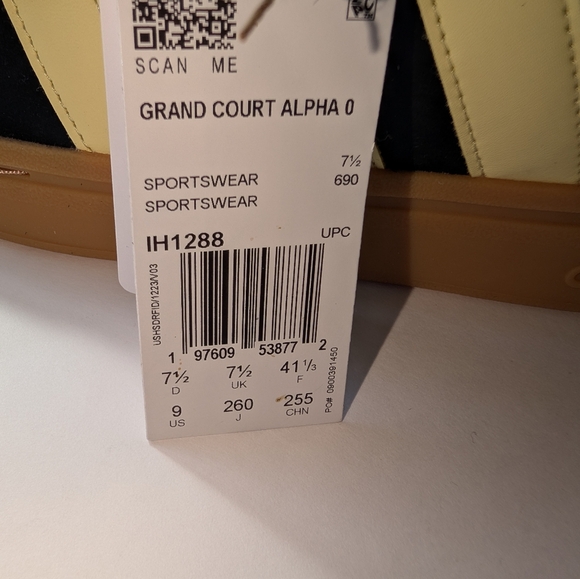 SCAN ME
GRAND COURT ALPHA 0
7½
SPORTSWEAR 690
SPORTSWEAR
IH1288 UPC
USHSDRFID/1223/V03
1 97609 53877 2
7½ 7½ 41⅓
D UK F
9 260 255
US J CHN
PO# 0900391450